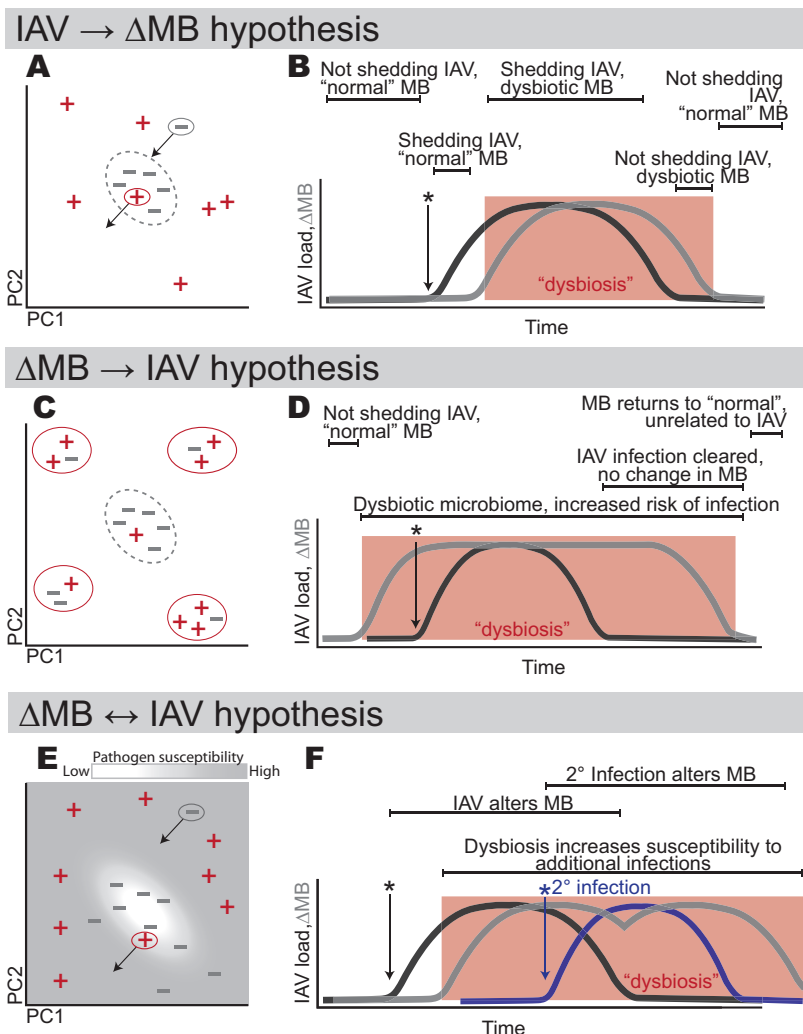 IAV → ΔMB hypothesis
A
PC2
PC1
B
Not shedding IAV,
"normal" MB
Shedding IAV,
dysbiotic MB
Not shedding
IAV,
"normal" MB
Shedding IAV,
"normal" MB
Not shedding IAV,
dysbiotic MB
*
IAV load,ΔMB
"dysbiosis"
Time
ΔMB → IAV hypothesis
C
PC2
PC1
D
Not shedding IAV,
"normal" MB
MB returns to "normal",
unrelated to IAV
IAV infection cleared,
no change in MB
Dysbiotic microbiome, increased risk of infection
*
IAV load, ΔMB
"dysbiosis"
Time
ΔMB ↔ IAV hypothesis
E
Pathogen susceptibility
Low High
PC2
PC1
F
2° Infection alters MB
IAV alters MB
Dysbiosis increases susceptibility to
additional infections
*
*2° infection
IAV load,ΔMB
"dysbiosis"
Time